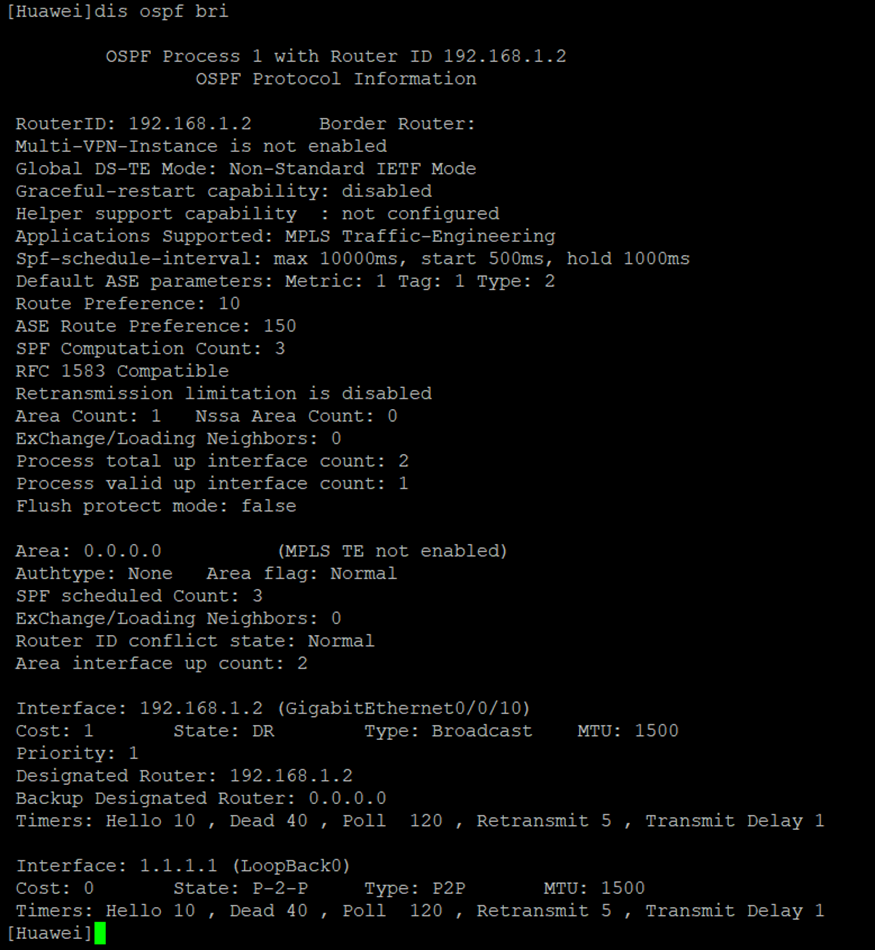 [Huawei]dis ospf bri
OSPF Process 1 with Router ID 192.168.1.2
OSPF Protocol Information
RouterID: 192.168.1.2      Border Router:
Multi-VPN-Instance is not enabled
Global DS-TE Mode: Non-Standard IETF Mode
Graceful-restart capability: disabled
Helper support capability  : not configured
Applications Supported: MPLS Traffic-Engineering
Spf-schedule-interval: max 10000ms, start 500ms, hold 1000ms
Default ASE parameters: Metric: 1 Tag: 1 Type: 2
Route Preference: 10
ASE Route Preference: 150
SPF Computation Count: 3
RFC 1583 Compatible
Retransmission limitation is disabled
Area Count: 1   Nssa Area Count: 0
ExChange/Loading Neighbors: 0
Process total up interface count: 2
Process valid up interface count: 1
Flush protect mode: false
Area: 0.0.0.0          (MPLS TE not enabled)
Authtype: None   Area flag: Normal
SPF scheduled Count: 3
ExChange/Loading Neighbors: 0
Router ID conflict state: Normal
Area interface up count: 2
Interface: 192.168.1.2 (GigabitEthernet0/0/10)
Cost: 1       State: DR        Type: Broadcast    MTU: 1500
Priority: 1
Designated Router: 192.168.1.2
Backup Designated Router: 0.0.0.0
Timers: Hello 10 , Dead 40 , Poll  120 , Retransmit 5 , Transmit Delay 1
Interface: 1.1.1.1 (LoopBack0)
Cost: 0       State: P-2-P     Type: P2P       MTU: 1500
Timers: Hello 10 , Dead 40 , Poll  120 , Retransmit 5 , Transmit Delay 1
[Huawei]